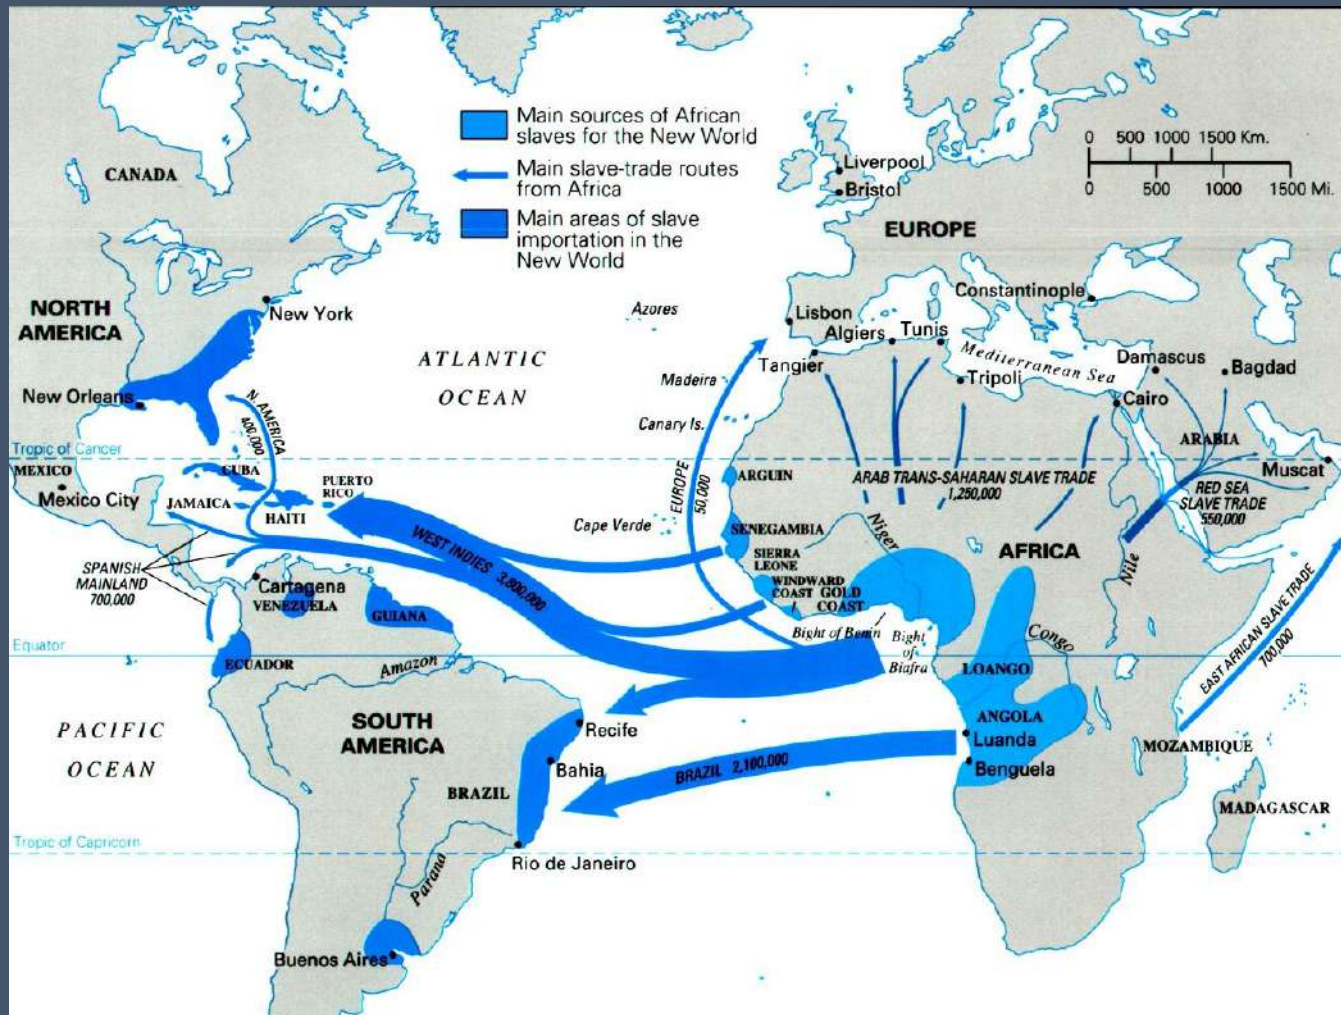 Main sources of African
slaves for the New World
Main slave-trade routes
from Africa
Main areas of slave
importation in the
New World
0 500 1000 1500 Km.
0 500 1000 1500 Mi.
CANADA
Liverpool
Bristol
EUROPE
NORTH
AMERICA
New York
Azores
Lisbon
Constantinople
Algiers
Tunis
ATLANTIC
OCEAN
Tangier
Mediterranean Sea
Damascus
Bagdad
Madeira
Tripoli
Cairo
New Orleans
N. AMERICA
400,000
Canary Is.
Tropic of Cancer
ARABIA
MEXICO
Mexico City
CUBA
PUERTO
RICO
JAMAICA
HAITI
EUROPE
50,000
ARGUIN
ARAB TRANS-SAHARAN SLAVE TRADE
1,250,000
Muscat
RED SEA
SLAVE TRADE
550,000
Cape Verde
SENEGAMBIA
Niger
AFRICA
Nile
WEST INDIES 3,800,000
SIERRA
LEONE
SPANISH
MAINLAND
700,000
Cartagena
VENEZUELA
GUIANA
WINDWARD
COAST
GOLD
COAST
Bight of Benin
Bight
of
Biafra
Congo
EAST AFRICAN SLAVE TRADE
700,000
Equator
ECUADOR
Amazon
LOANGO
PACIFIC
OCEAN
SOUTH
AMERICA
Recife
ANGOLA
Luanda
MOZAMBIQUE
Bahia
BRAZIL
BRAZIL 2,100,000
Benguela
MADAGASCAR
Tropic of Capricorn
Rio de Janeiro
Parana
Buenos Aires